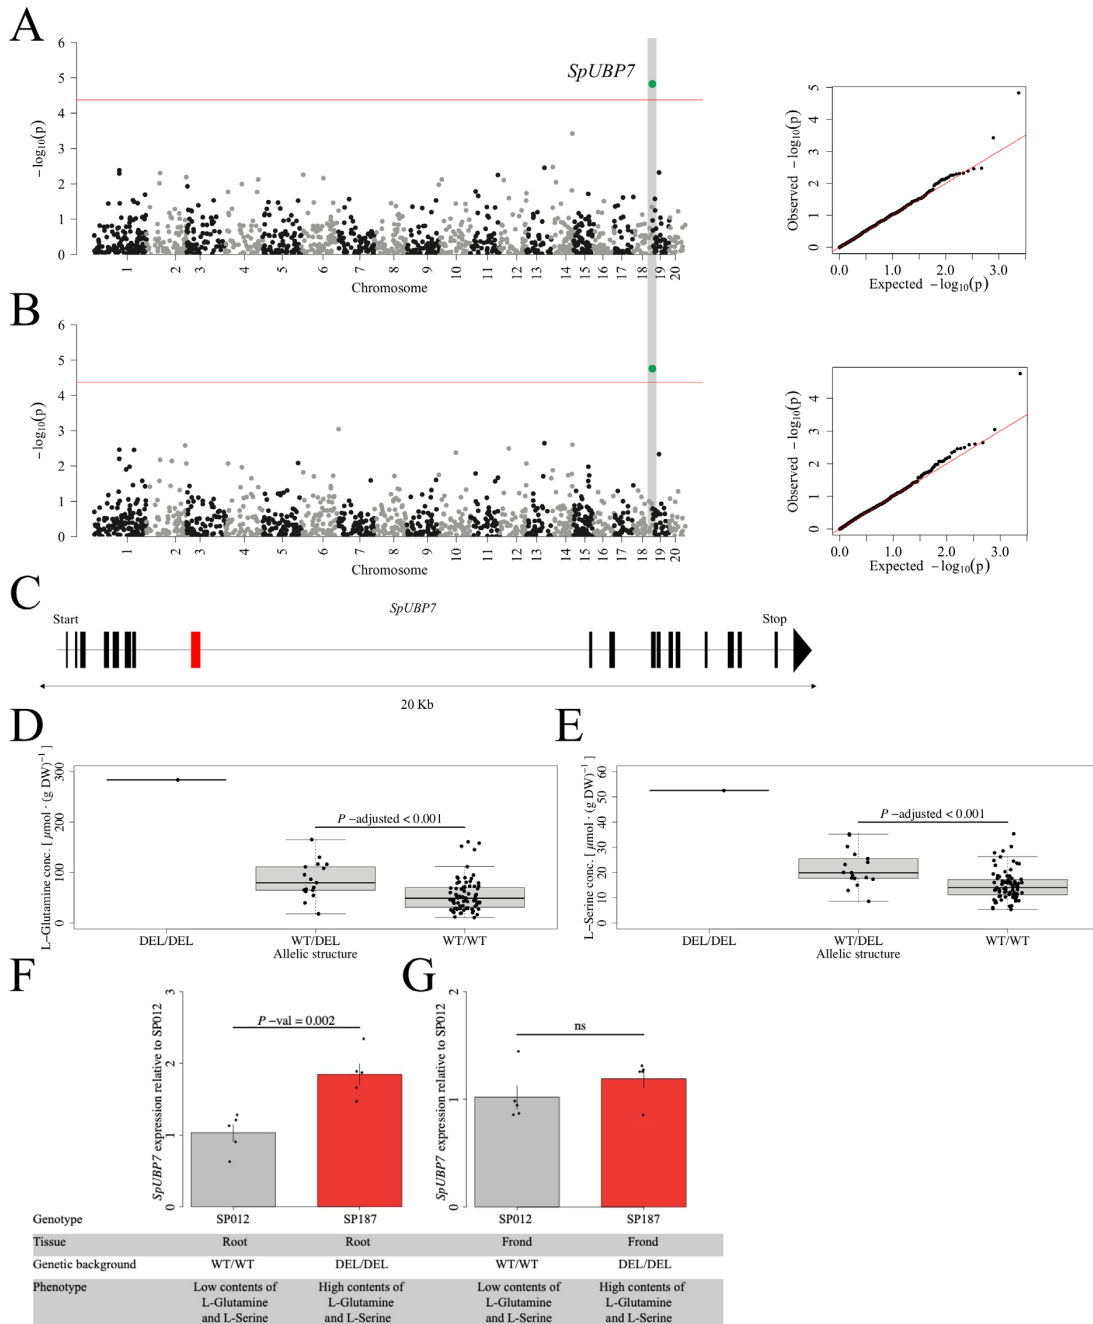 A
6
5
4
3
2
1
0
−log10(p)
SpUBP7
1 2 3 4 5 6 7 8 9 10 11 12 13 14 15 16 17 18 19 20
Chromosome
5
4
3
2
1
0
Observed −log10(p)
0.0 1.0 2.0 3.0
Expected −log10(p)
B
6
5
4
3
2
1
0
−log10(p)
1 2 3 4 5 6 7 8 9 10 11 12 13 14 15 16 17 18 19 20
Chromosome
4
3
2
1
0
Observed −log10(p)
0.0 1.0 2.0 3.0
Expected −log10(p)
C
SpUBP7
Start
Stop
20 Kb
D
L−Glutamine conc. [ µmol · (g DW)−1 ]
300
200
100
0
P −adjusted < 0.001
DEL/DEL WT/DEL WT/WT
Allelic structure
E
L−Serine conc. [ µmol · (g DW)−1 ]
60
50
40
30
20
10
0
P −adjusted < 0.001
DEL/DEL WT/DEL WT/WT
Allelic structure
F
SpUBP7 expression relative to SP012
3
2
1
0
P −val = 0.002
G
SpUBP7 expression relative to SP012
2
1
0
ns
Genotype SP012 SP187 SP012 SP187
Tissue Root Root Frond Frond
Genetic background WT/WT DEL/DEL WT/WT DEL/DEL
Phenotype Low contents of High contents of Low contents of High contents of
L-Glutamine L-Glutamine L-Glutamine L-Glutamine
and L-Serine and L-Serine and L-Serine and L-Serine